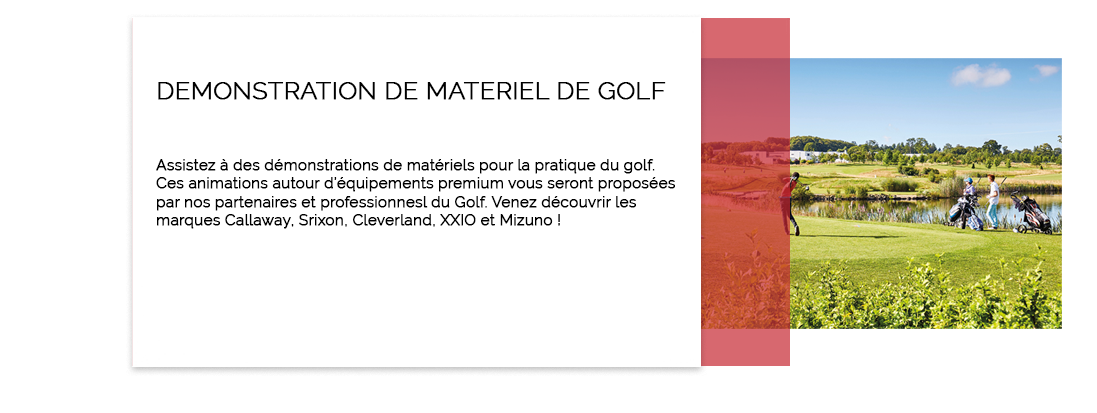 DEMONSTRATION DE MATERIEL DE GOLF
Assistez à des démonstrations de matériels pour la pratique du golf.
Ces animations autour d'équipements premium vous seront proposées
par nos partenaires et professionnesl du Golf. Venez découvrir les
marques Callaway, Srixon, Cleverland, XXIO et Mizuno !